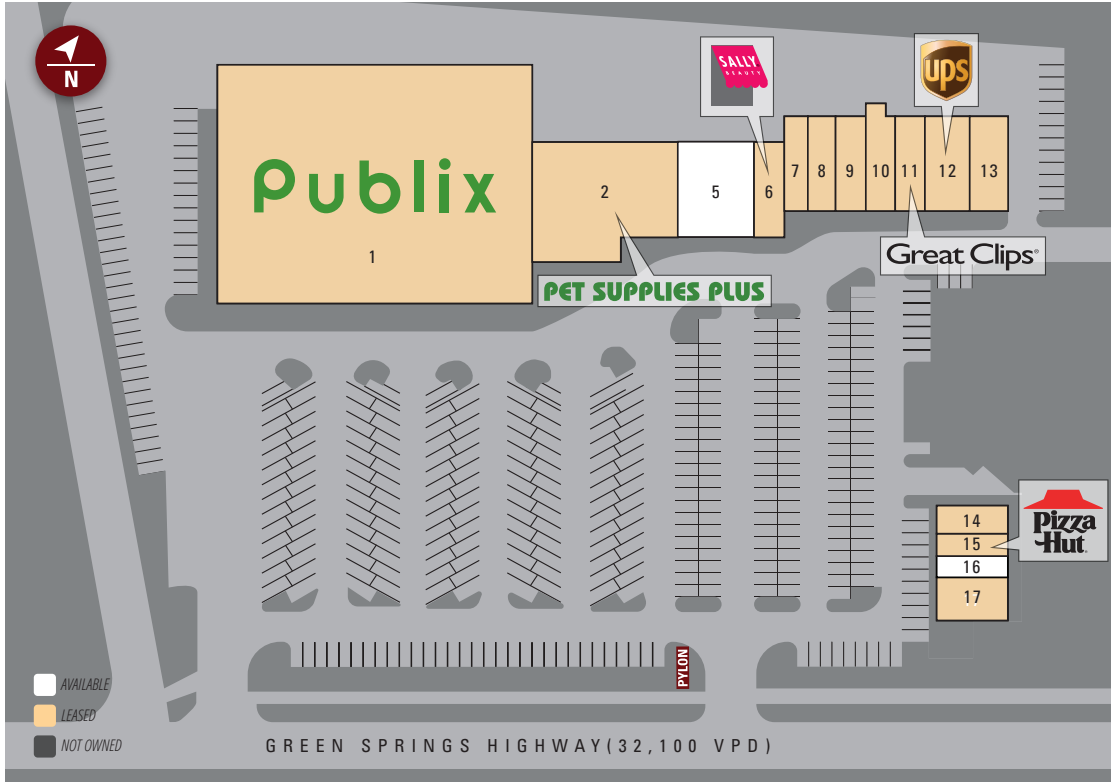 N
SALLY
BEAUTY
ups
Publix
1
2
5
6
7
8
9
10
11
12
13
Great Clips®
PET SUPPLIES PLUS
14
15
16
17
Pizza
Hut
PYLON
AVAILABLE
LEASED
NOT OWNED
GREEN SPRINGS HIGHWAY(32,100 VPD)